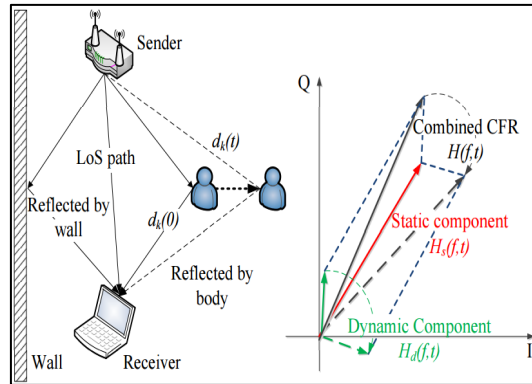 Sender
LoS path
d_k(t)
Reflected by
wall
d_k(0)
Reflected by
body
Wall
Receiver
Q
Combined CFR
H(f,t)
Static component
H_s(f,t)
Dynamic Component
H_d(f,t)
I